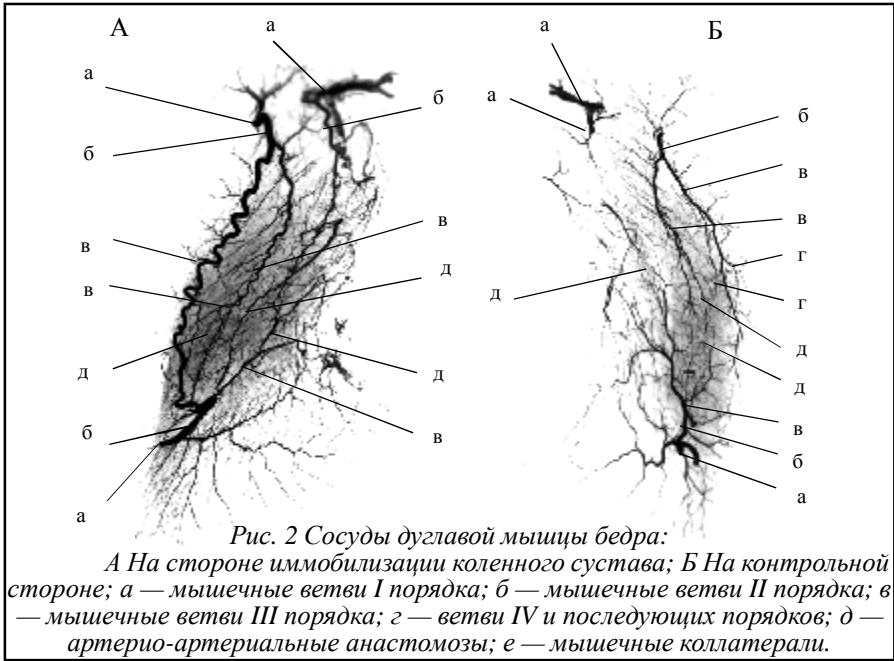 А
а
Б
а
а
б
а
б
б
в
в
в
в
г
д
д
г
в
д
д
д
д
в
б
в
б
а
а
Рис. 2 Сосуды дуглавой мышцы бедра:
А На стороне иммобилизации коленного сустава; Б На контрольной
стороне; а — мышечные ветви I порядка; б — мышечные ветви II порядка; в
— мышечные ветви III порядка; г — ветви IV и последующих порядков; д —
артерио-артериальные анастомозы; е — мышечные коллатерали.